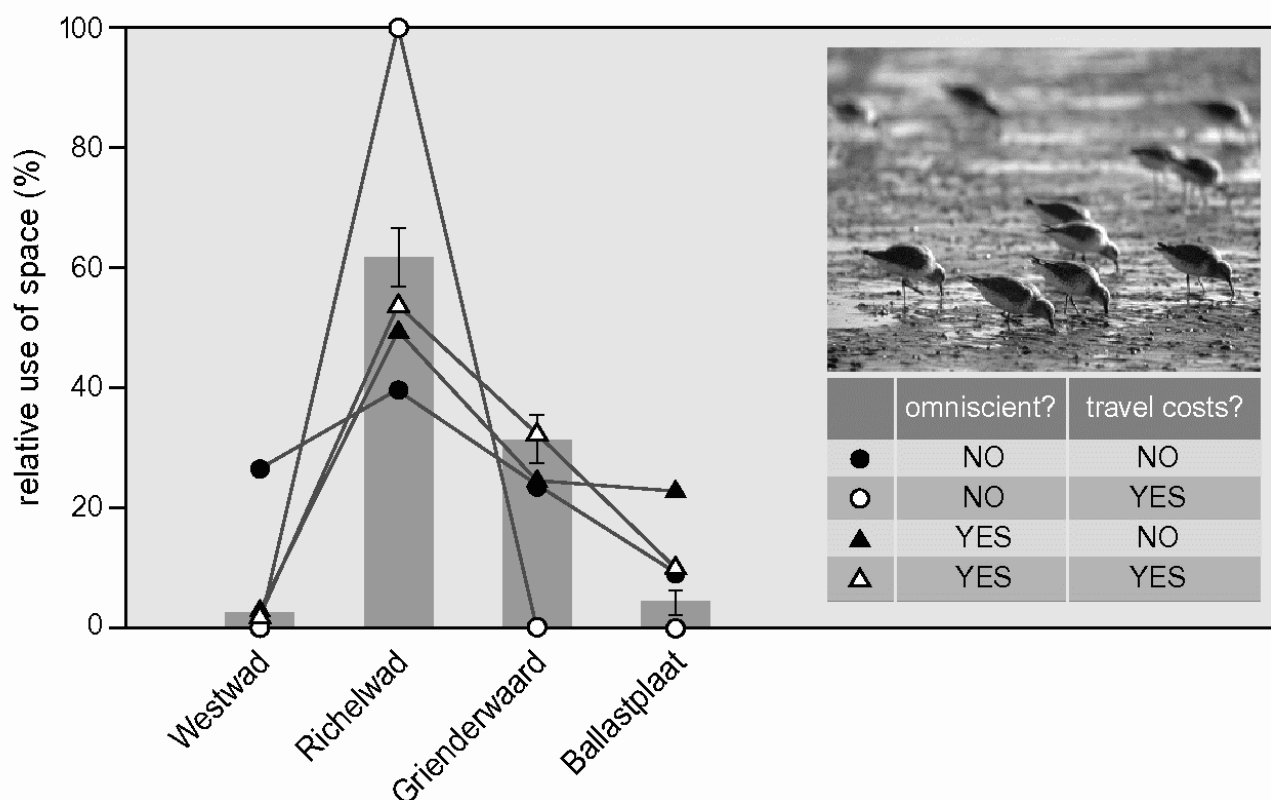 relative use of space (%)
100
80
60
40
20
0
Westwad
Richelwad
Grienderwaard
Ballastplaat
omniscient? travel costs?
NO NO
NO YES
YES NO
YES YES